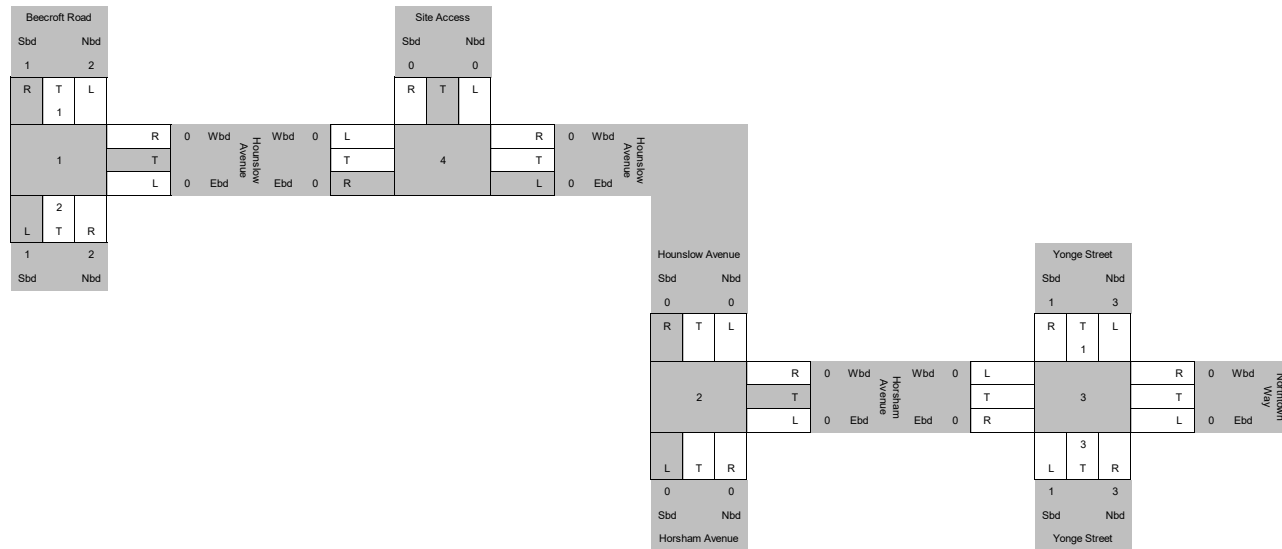 Beecroft Road
Sbd Nbd
1 2
R T L
1
1
R 0 Wbd
T
L 0 Ebd
Hounslow Avenue
2
L T R
1 2
Sbd Nbd
Site Access
Sbd Nbd
0 0
R T L
Wbd 0 L
T
Ebd 0 R
4
R 0 Wbd
T
L 0 Ebd
Hounslow Avenue
Hounslow Avenue
Sbd Nbd
0 0
R T L
2
R 0 Wbd
T
L 0 Ebd
Horsham Avenue
L T R
0 0
Sbd Nbd
Horsham Avenue
Yonge Street
Sbd Nbd
1 3
R T L
1
Wbd 0 L
T
Ebd 0 R
3
R 0 Wbd
T
L 0 Ebd
Way
3
L T R
1 3
Sbd Nbd
Yonge Street